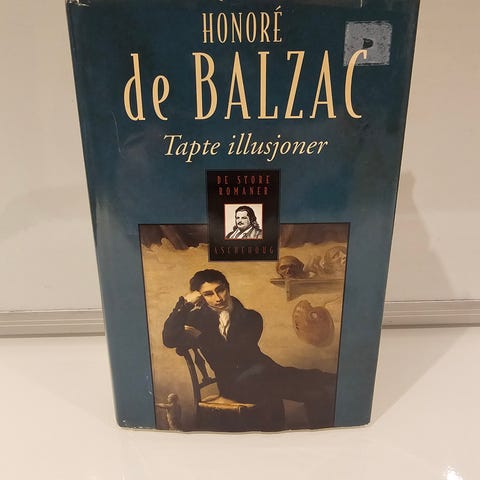 HONORÉ
de BALZAC
Tapte illusjoner
DE STORE
ROMANER
ASCHEHOUG